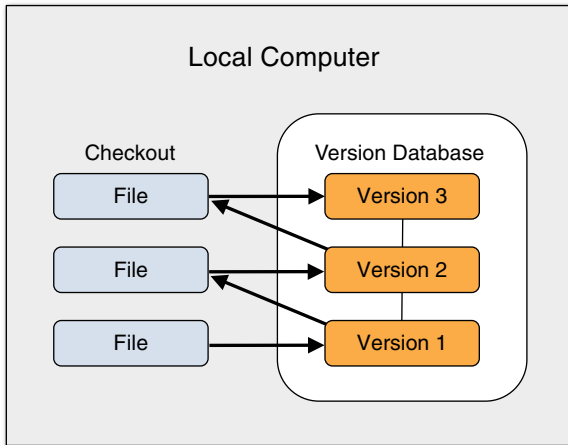 Local Computer
Checkout
Version Database
File
Version 3
File
Version 2
File
Version 1